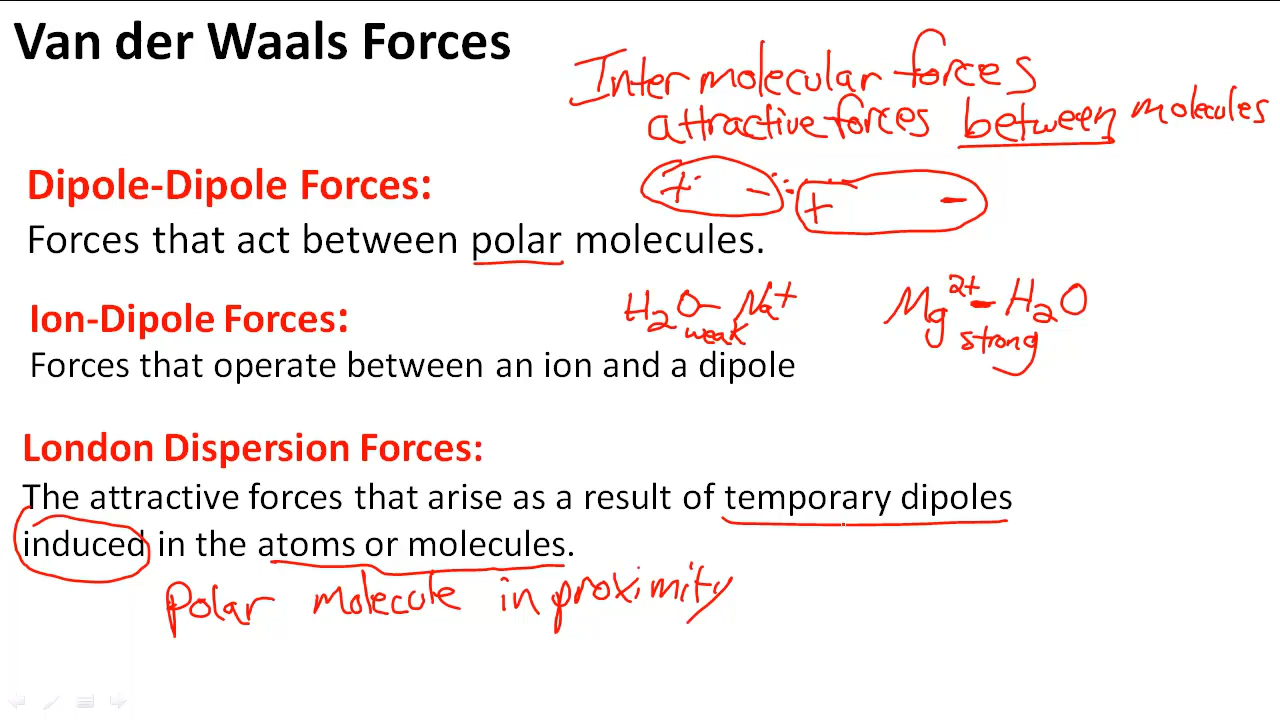 Van der Waals Forces
Inter molecular forces
attractive forces between molecules
Dipole-Dipole Forces:
+ - + -
Forces that act between polar molecules.
Ion-Dipole Forces:
H2O - Na+ Mg2+ - H2O
weak strong
Forces that operate between an ion and a dipole
London Dispersion Forces:
The attractive forces that arise as a result of temporary dipoles
induced in the atoms or molecules.
Polar molecule in proximity